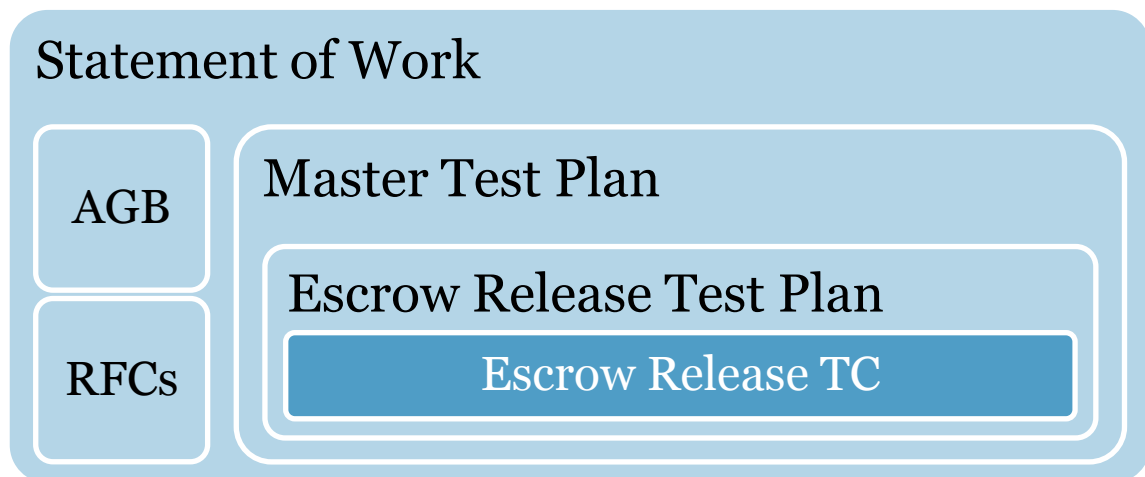 Statement of Work
AGB
Master Test Plan
Escrow Release Test Plan
RFCs
Escrow Release TC